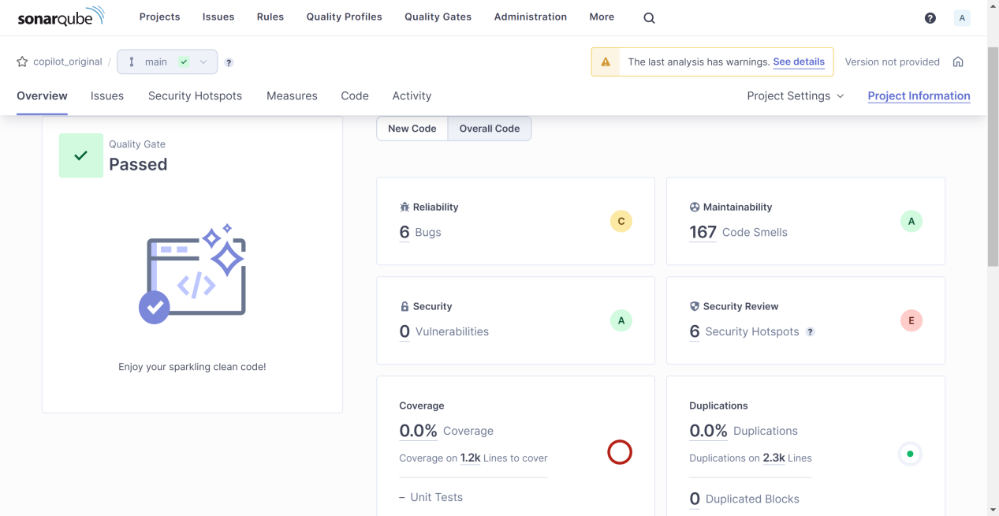 sonarqube Projects Issues Rules Quality Profiles Quality Gates Administration More ? A
copilot_original / main ? The last analysis has warnings. See details Version not provided
Overview Issues Security Hotspots Measures Code Activity Project Settings Project Information
New Code Overall Code
Quality Gate
Passed
Enjoy your sparkling clean code!
Reliability
6 Bugs
C
Maintainability
167 Code Smells
A
Security
0 Vulnerabilities
A
Security Review
6 Security Hotspots ?
E
Coverage
0.0% Coverage
Coverage on 1.2k Lines to cover
– Unit Tests
Duplications
0.0% Duplications
Duplications on 2.3k Lines
0 Duplicated Blocks